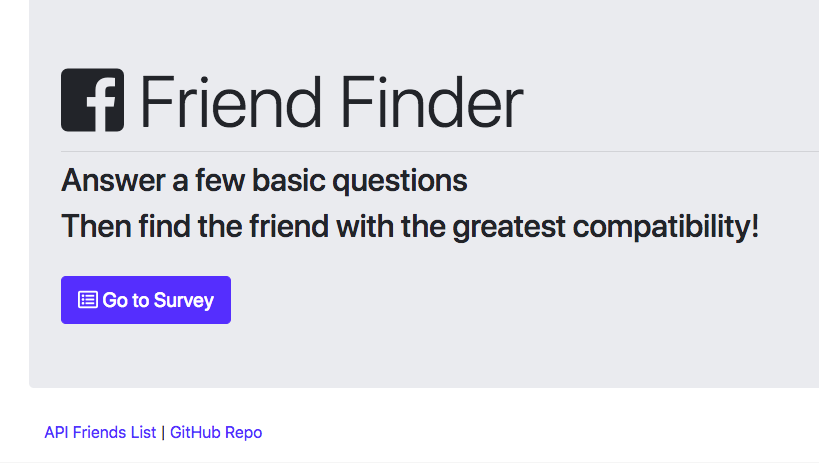 Friend Finder
Answer a few basic questions
Then find the friend with the greatest compatibility!
Go to Survey
API Friends List | GitHub Repo